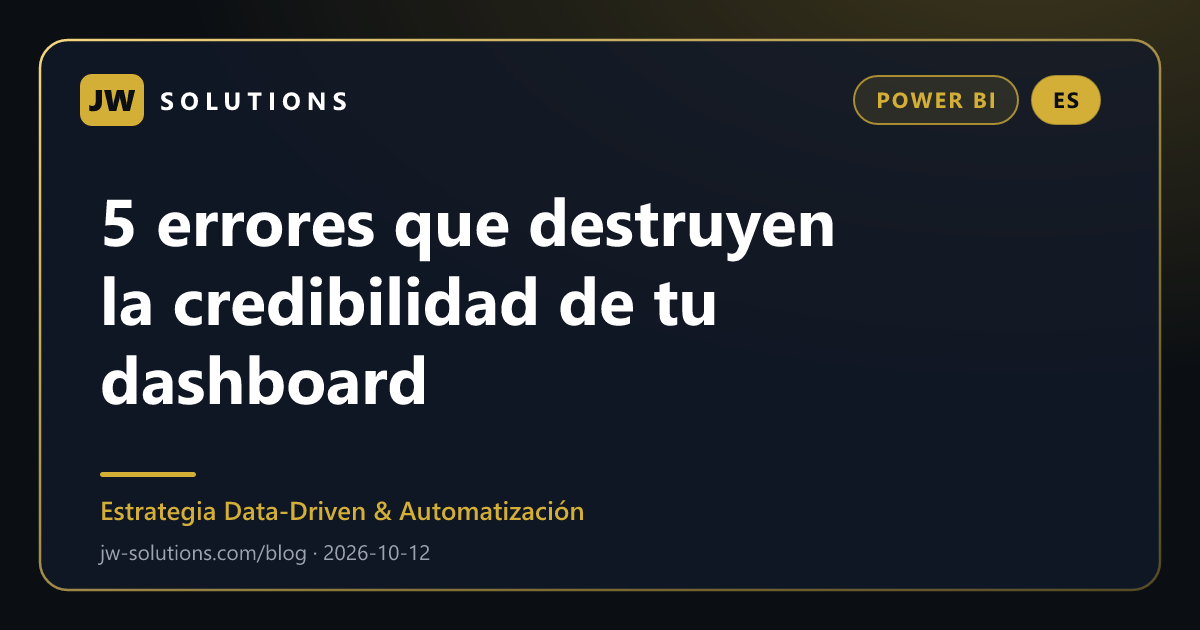 JW SOLUTIONS
POWER BI
ES
5 errores que destruyen
la credibilidad de tu
dashboard
Estrategia Data-Driven & Automatización
jw-solutions.com/blog · 2026-10-12